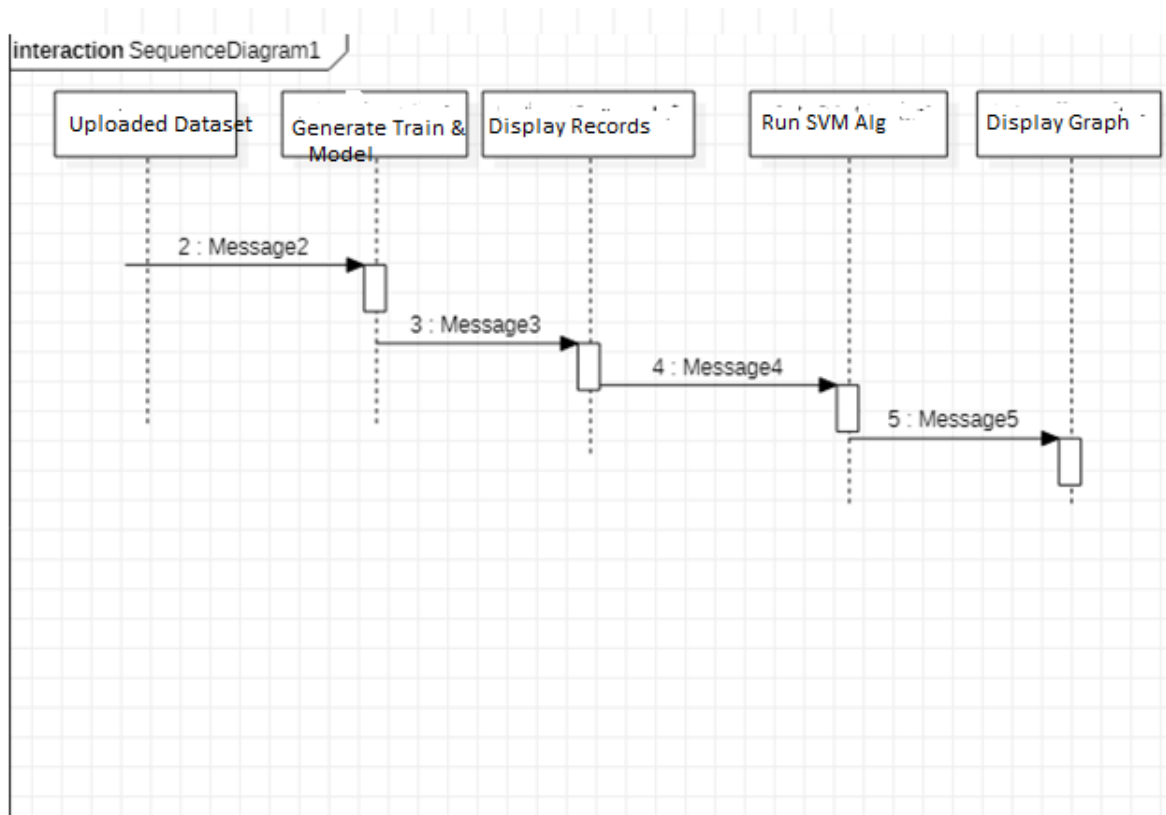 interaction SequenceDiagram1
Uploaded Dataset
Generate Train &
Model
Display Records
Run SVM Alg
Display Graph
2 : Message2
3 : Message3
4 : Message4
5 : Message5